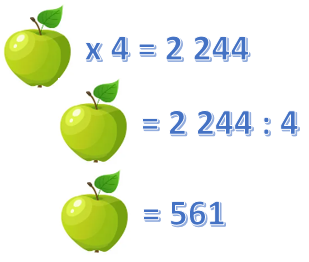 x 4 = 2 244
= 2 244 : 4
= 561